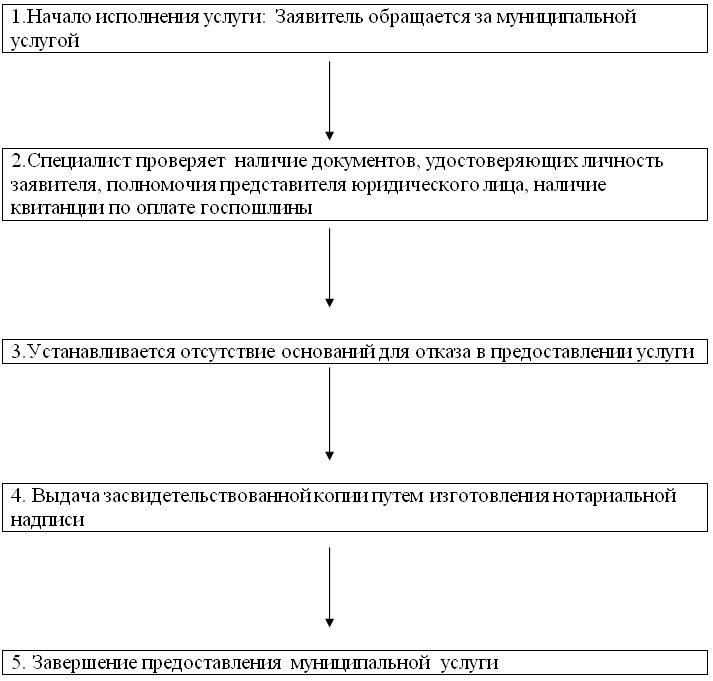 1.Начало исполнения услуги: Заявитель обращается за муниципальной
услугой
2.Специалист проверяет наличие документов, удостоверяющих личность
заявителя, полномочия представителя юридического лица, наличие
квитанции по оплате госпошлины
3.Устанавливается отсутствие оснований для отказа в предоставлении услуги
4. Выдача засвидетельствованной копии путем изготовления нотариальной
надписи
5. Завершение предоставления муниципальной услуги